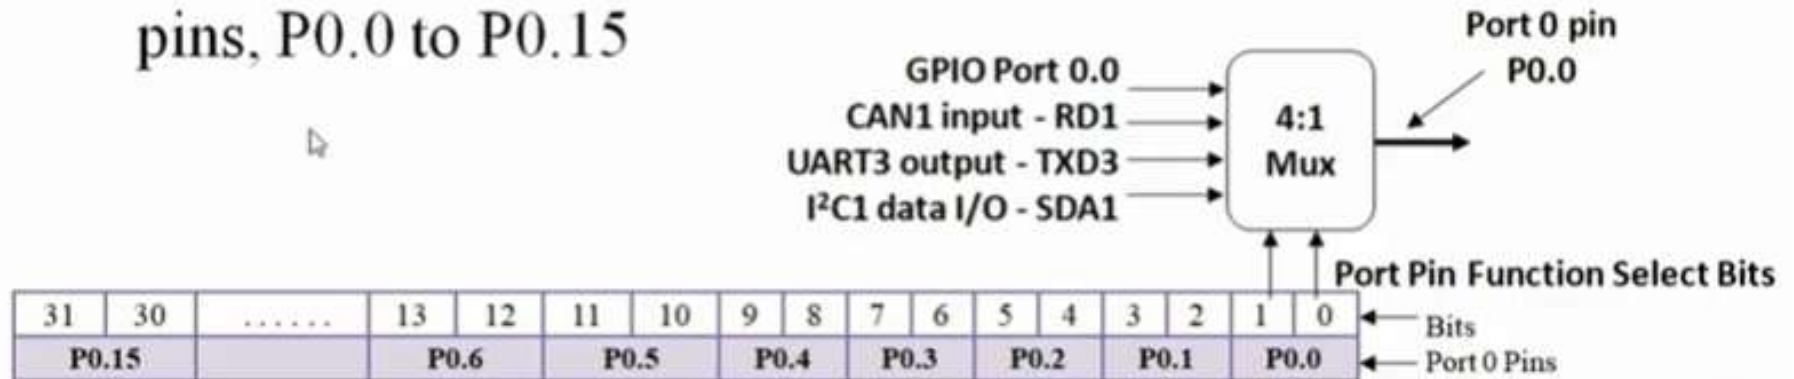 pins, P0.0 to P0.15
Port 0 pin
P0.0
GPIO Port 0.0
CAN1 input - RD1
UART3 output - TXD3
I²C1 data I/O - SDA1
4:1
Mux
Port Pin Function Select Bits
31 30 ...... 13 12 11 10 9 8 7 6 5 4 3 2 1 0 Bits
P0.15 P0.6 P0.5 P0.4 P0.3 P0.2 P0.1 P0.0 Port 0 Pins